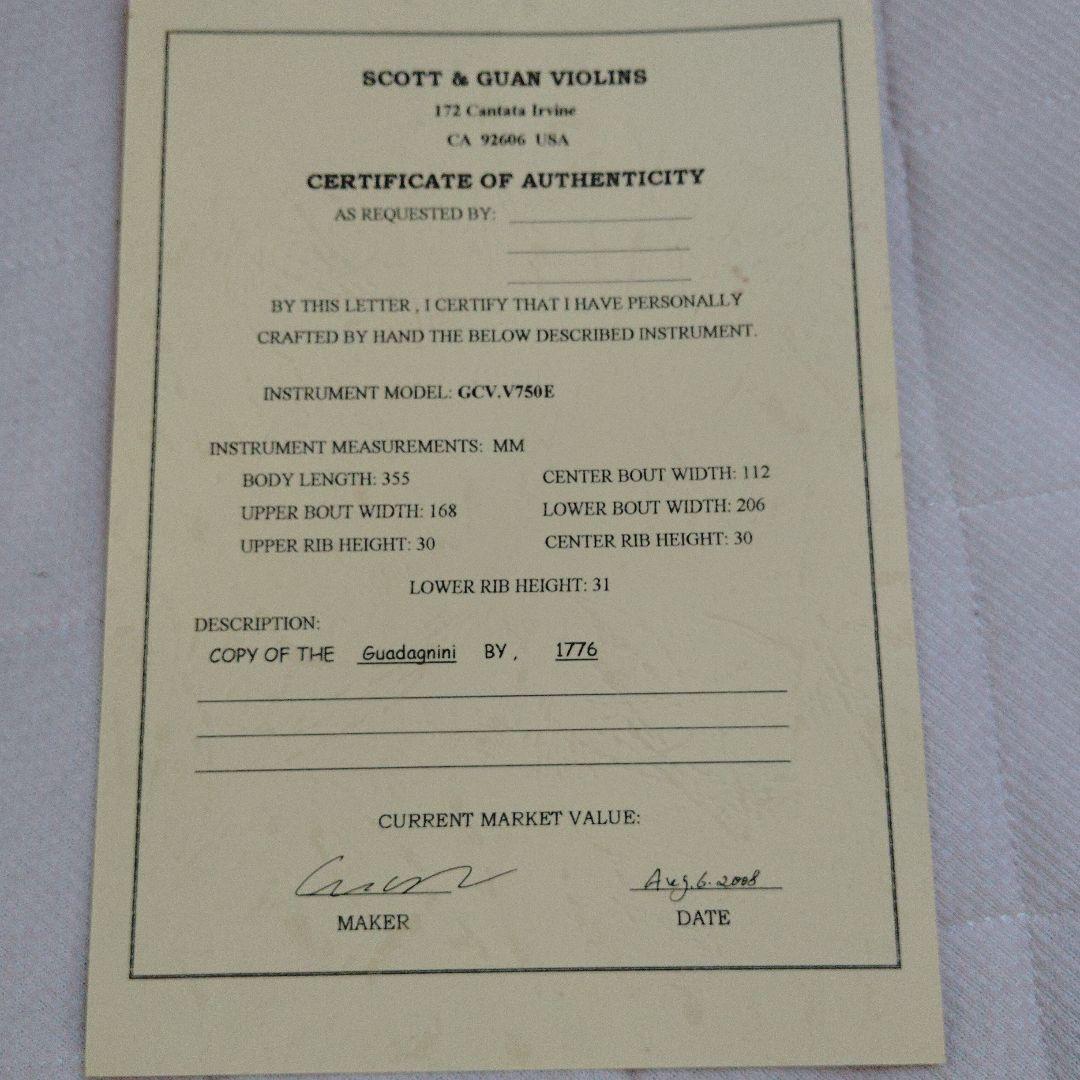 SCOTT & GUAN VIOLINS
172 Cantata Irvine
CA 92606 USA
CERTIFICATE OF AUTHENTICITY
AS REQUESTED BY:
BY THIS LETTER , I CERTIFY THAT I HAVE PERSONALLY
CRAFTED BY HAND THE BELOW DESCRIBED INSTRUMENT.
INSTRUMENT MODEL: GCV.V750E
INSTRUMENT MEASUREMENTS: MM
BODY LENGTH: 355 CENTER BOUT WIDTH: 112
UPPER BOUT WIDTH: 168 LOWER BOUT WIDTH: 206
UPPER RIB HEIGHT: 30 CENTER RIB HEIGHT: 30
LOWER RIB HEIGHT: 31
DESCRIPTION:
COPY OF THE Guadagnini BY , 1776
CURRENT MARKET VALUE:
Aug.6.2008
MAKER DATE